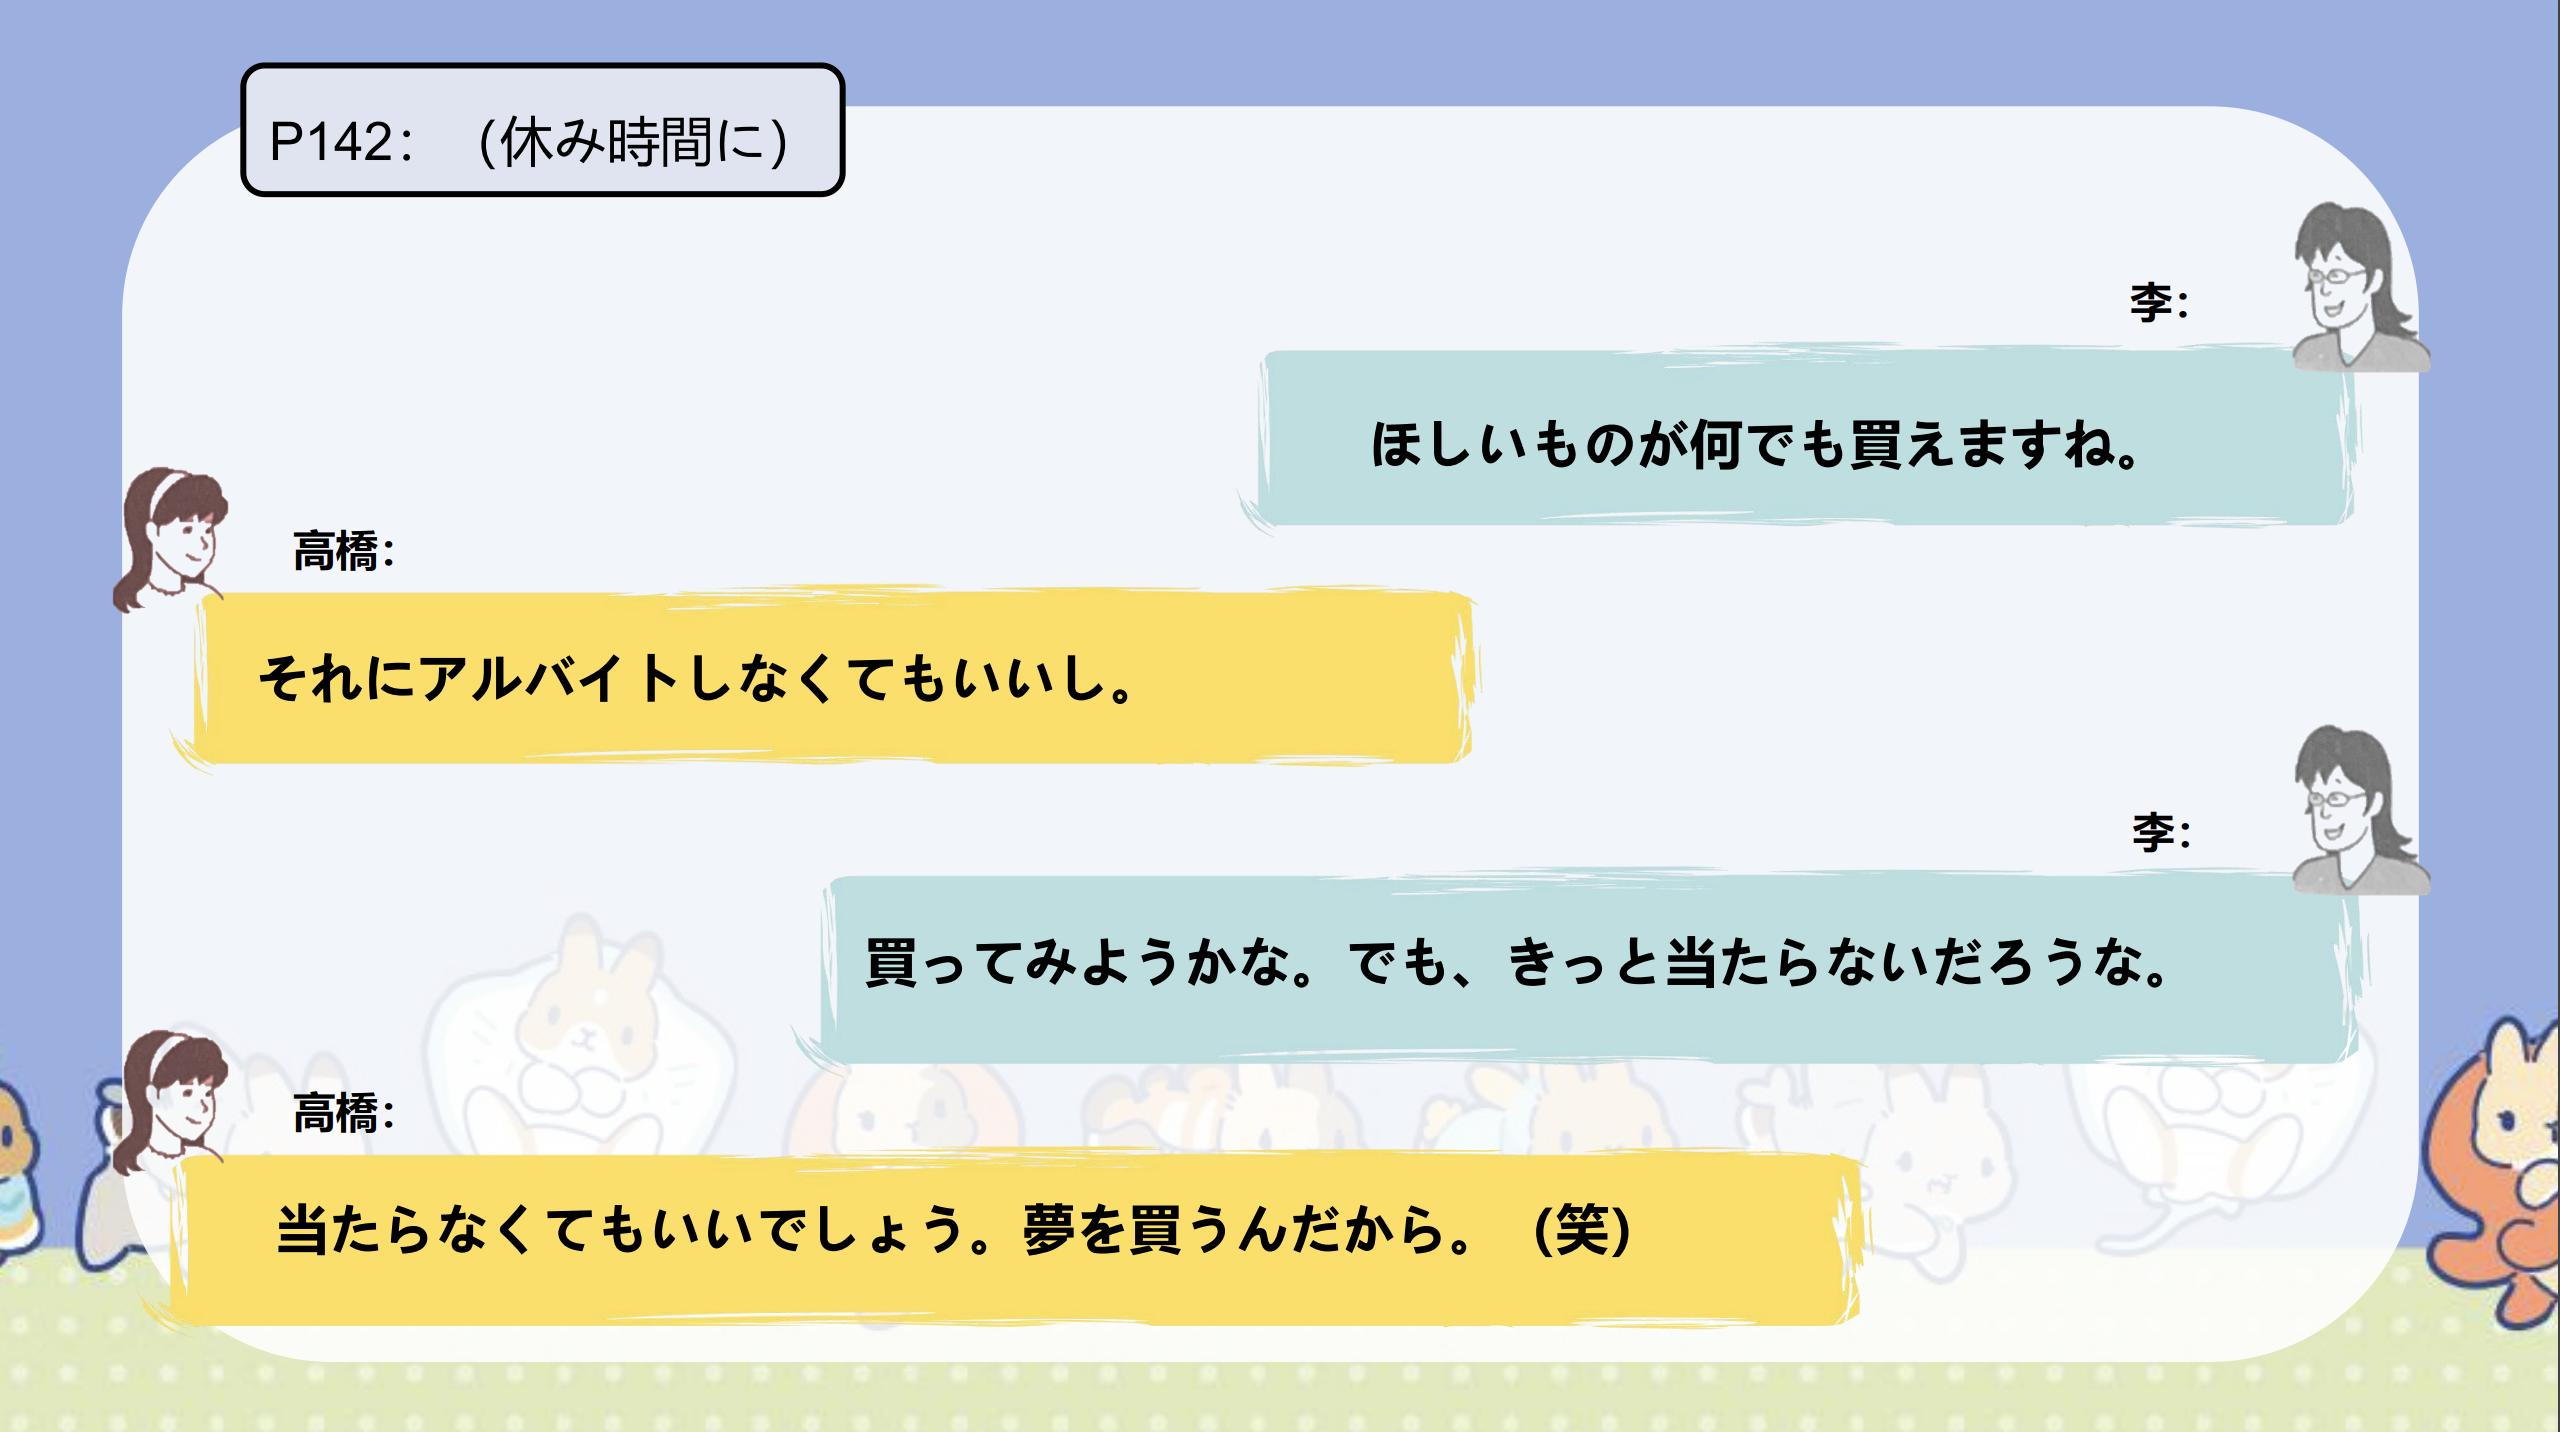 P142：（休み時間に）
李：
ほしいものが何でも買えますね。
高橋：
それにアルバイトしなくてもいいし。
李：
買ってみようかな。でも、きっと当たらないだろうな。
高橋：
当たらなくてもいいでしょう。夢を買うんだから。（笑）